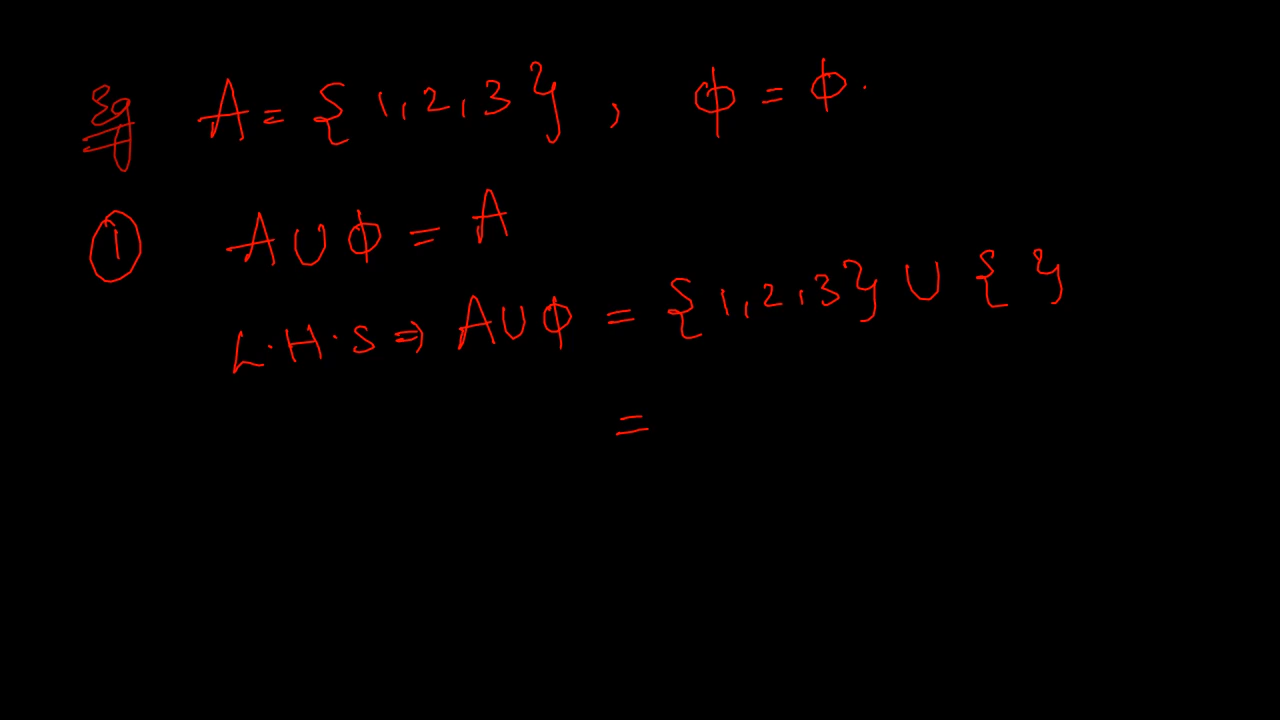 Eg A = {1, 2, 3}, ϕ = ϕ.
① A ∪ ϕ = A
L.H.S ⇒ A ∪ ϕ = {1, 2, 3} ∪ { }
=